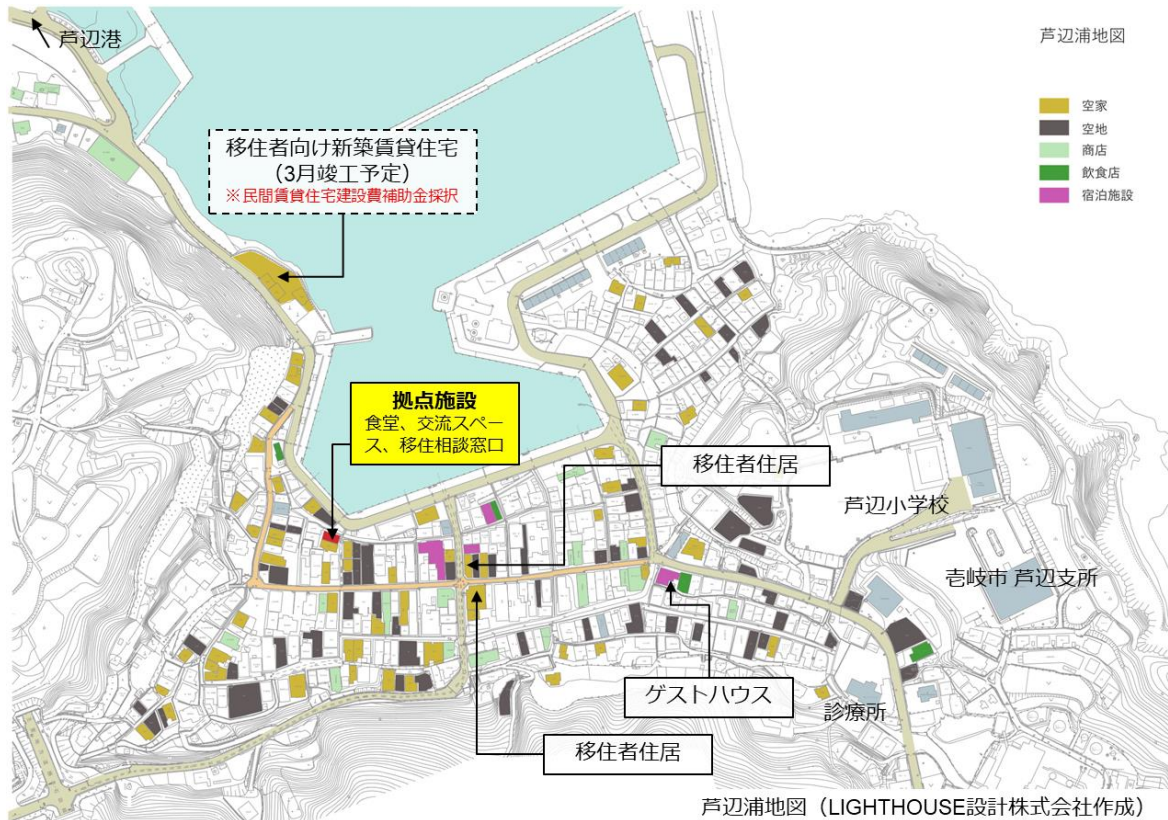 芦辺港
芦辺浦地図
空家
空地
商店
飲食店
宿泊施設
移住者向け新築賃貸住宅
(3月竣工予定)
※民間賃貸住宅建設費補助金採択
拠点施設
食堂、交流スペー
ス、移住相談窓口
移住者住居
芦辺小学校
壱岐市 芦辺支所
ゲストハウス
診療所
移住者住居
芦辺浦地図(LIGHTHOUSE設計株式会社作成)